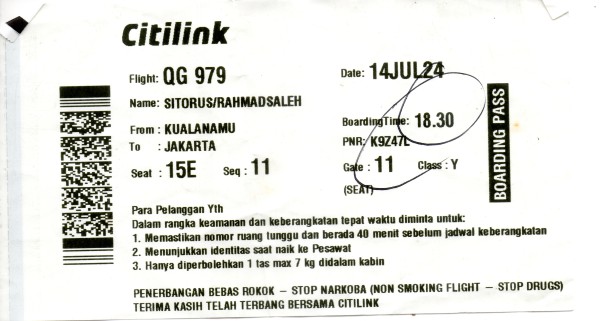 Citilink
Flight: QG 979 Date: 14JUL24
Name: SITORUS/RAHMADSALEH
From : KUALANAMU BoardingTime: 18.30
To : JAKARTA PNR: K9Z47L
Seat : 15E Seq : 11 Gate : 11 Class : Y
(SEAT)
BOARDING PASS
Para Pelanggan Yth
Dalam rangka keamanan dan keberangkatan tepat waktu diminta untuk:
1. Memastikan nomor ruang tunggu dan berada 40 menit sebelum jadwal keberangkatan
2. Menunjukkan identitas saat naik ke Pesawat
3. Hanya diperbolehkan 1 tas max 7 kg didalam kabin
PENERBANGAN BEBAS ROKOK – STOP NARKOBA (NON SMOKING FLIGHT – STOP DRUGS)
TERIMA KASIH TELAH TERBANG BERSAMA CITILINK